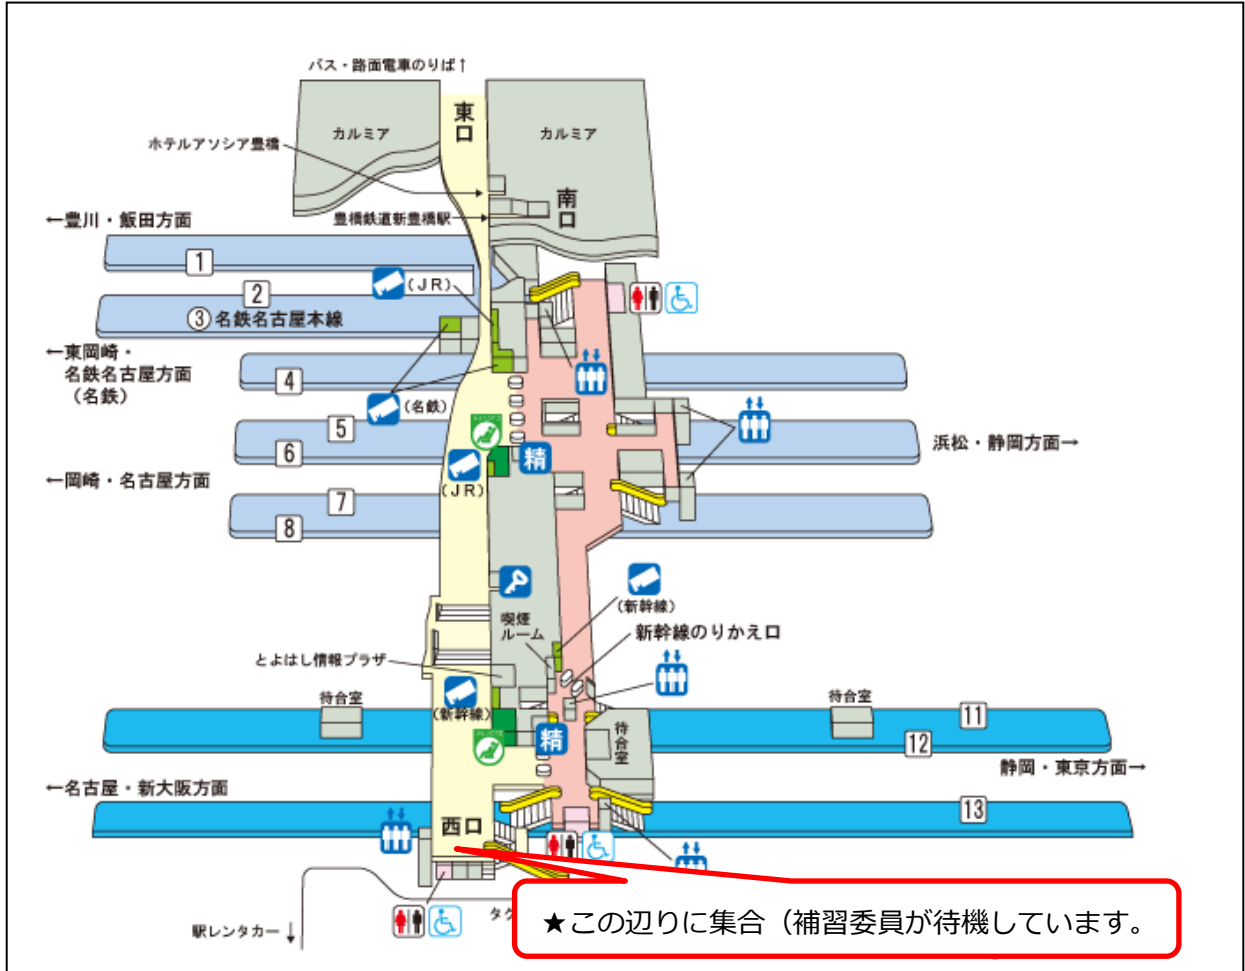 バス・路面電車のりば↑
東口
カルミア
カルミア
ホテルアソシア豊橋
南口
豊橋鉄道新豊橋駅
←豊川・飯田方面
1
2
(JR)
③名鉄名古屋本線
←東岡崎・
名鉄名古屋方面
(名鉄)
4
(名鉄)
5
6
浜松・静岡方面→
精
(JR)
←岡崎・名古屋方面
7
8
喫煙
ルーム
(新幹線)
新幹線のりかえ口
とよはし情報プラザ
(新幹線)
待合室
待合室
11
12
精
待合室
静岡・東京方面→
←名古屋・新大阪方面
13
西口
駅レンタカー↓
タク
★この辺りに集合（補習委員が待機しています。